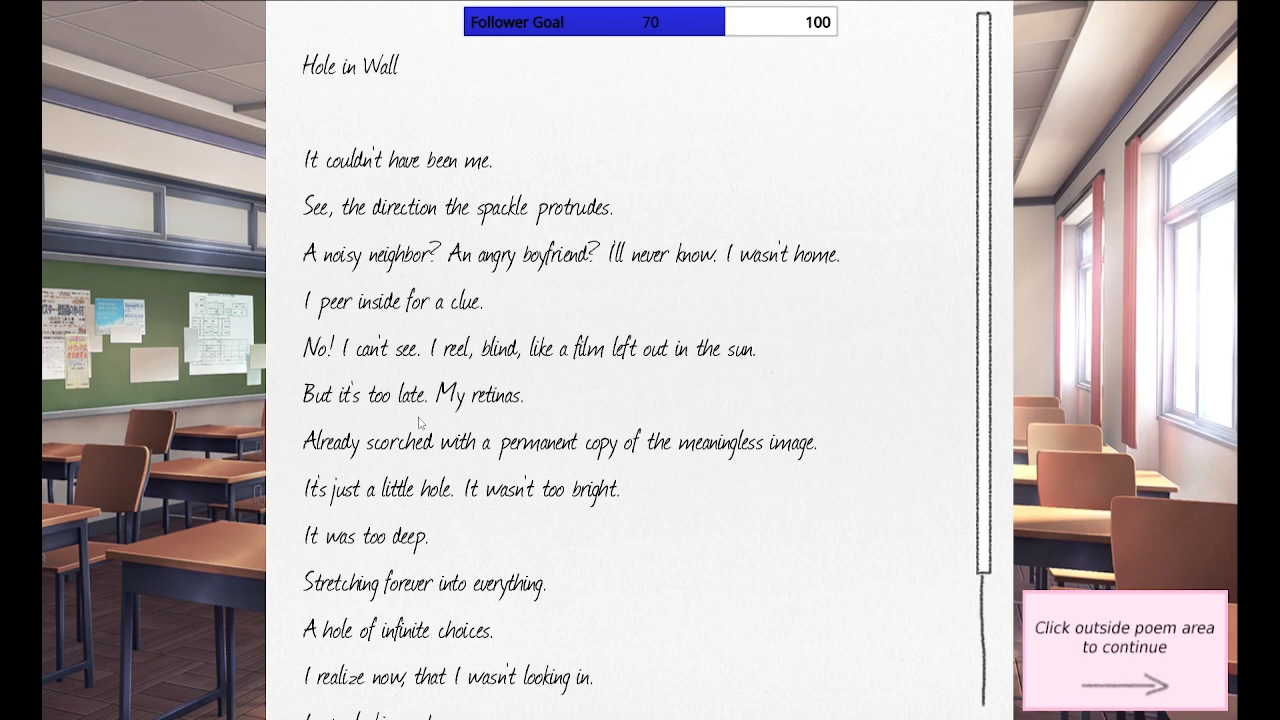 Follower Goal 70 100
Hole in Wall
It couldn't have been me.
See, the direction the spackle protrudes.
A noisy neighbor? An angry boyfriend? I'll never know. I wasn't home.
I peer inside for a clue.
No! I can't see. I reel, blind, like a film left out in the sun.
But it's too late. My retinas.
Already scorched with a permanent copy of the meaningless image.
It's just a little hole. It wasn't too bright.
It was too deep.
Stretching forever into everything.
A hole of infinite choices.
I realize now, that I wasn't looking in.
Click outside poem area
to continue